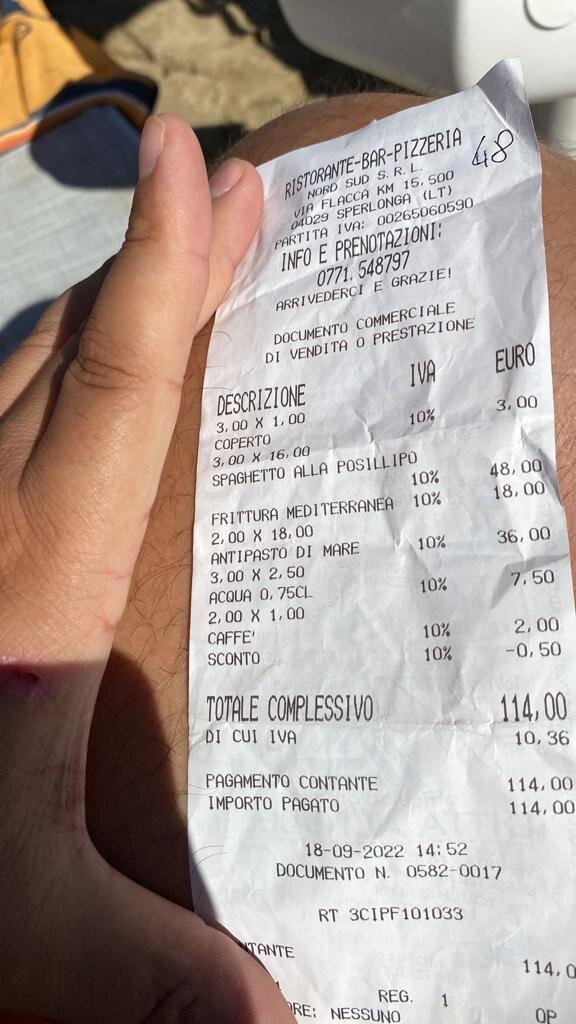 48
RISTORANTE-BAR-PIZZERIA
NORD SUD S.R.L.
VIA FLACCA KM 15,500
04029 SPERLONGA (LT)
PARTITA IVA: 00265060590
INFO E PRENOTAZIONI:
0771.548797
ARRIVEDERCI E GRAZIE!
DOCUMENTO COMMERCIALE
DI VENDITA O PRESTAZIONE
DESCRIZIONE IVA EURO
3,00 X 1,00
COPERTO 10% 3,00
3,00 X 16,00
SPAGHETTO ALLA POSILLIPO
10% 48,00
FRITTURA MEDITERRANEA 10% 18,00
2,00 X 18,00
ANTIPASTO DI MARE 10% 36,00
3,00 X 2,50
ACQUA 0,75CL 10% 7,50
2,00 X 1,00
CAFFE' 10% 2,00
SCONTO 10% -0,50
TOTALE COMPLESSIVO 114,00
DI CUI IVA 10,36
PAGAMENTO CONTANTE 114,00
IMPORTO PAGATO 114,00
18-09-2022 14:52
DOCUMENTO N. 0582-0017
RT 3CIPF101033
NTANTE 114,0
REG. 1
RE: NESSUNO OP